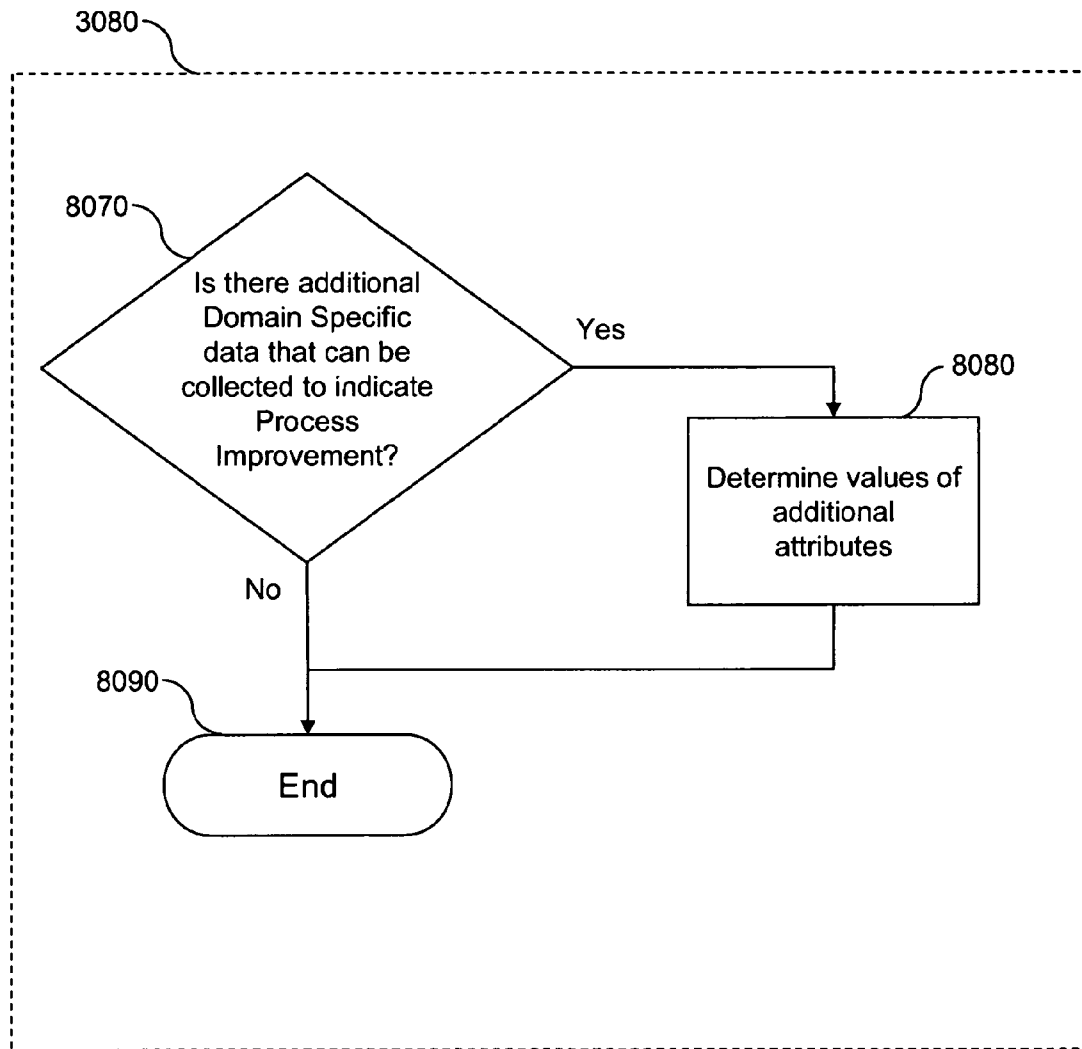 3080
8070
Is there additional
Domain Specific
data that can be
collected to indicate
Process
Improvement?
Yes
8080
Determine values of
additional
attributes
No
8090
End